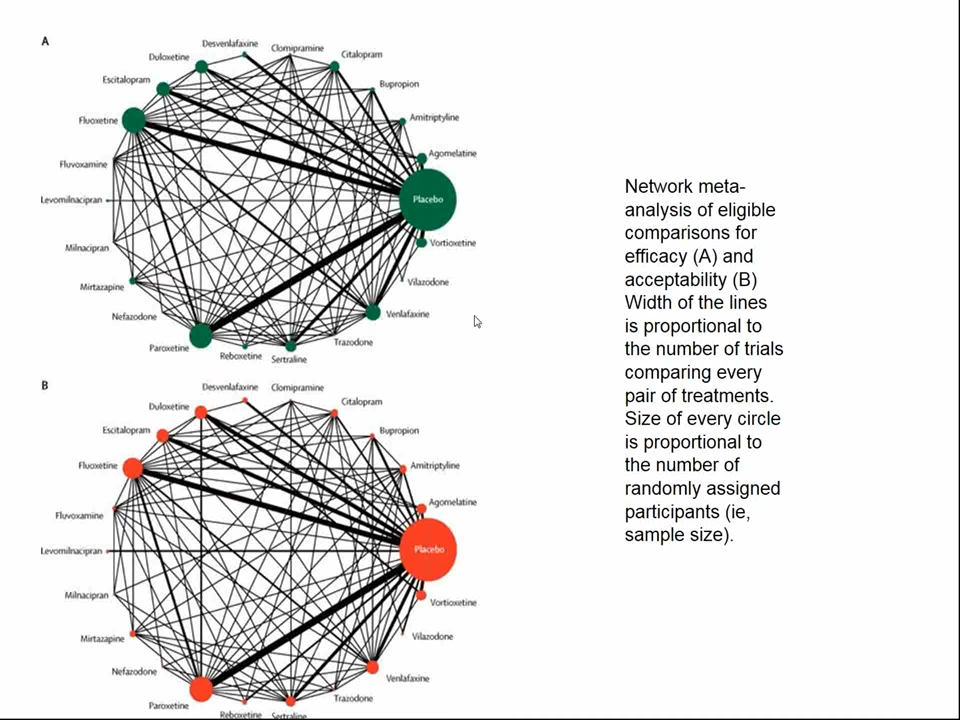 A
Desvenlafaxine
Clomipramine
Duloxetine
Citalopram
Escitalopram
Bupropion
Fluoxetine
Amitriptyline
Agomelatine
Fluvoxamine
Levomilnacipran
Placebo
Milnacipran
Vortioxetine
Mirtazapine
Vilazodone
Nefazodone
Venlafaxine
Paroxetine
Trazodone
Reboxetine
Sertraline
B
Desvenlafaxine
Clomipramine
Duloxetine
Citalopram
Escitalopram
Bupropion
Fluoxetine
Amitriptyline
Agomelatine
Fluvoxamine
Levomilnacipran
Placebo
Milnacipran
Vortioxetine
Mirtazapine
Vilazodone
Nefazodone
Venlafaxine
Paroxetine
Trazodone
Reboxetine
Sertraline
Network meta-
analysis of eligible
comparisons for
efficacy (A) and
acceptability (B)
Width of the lines
is proportional to
the number of trials
comparing every
pair of treatments.
Size of every circle
is proportional to
the number of
randomly assigned
participants (ie,
sample size).